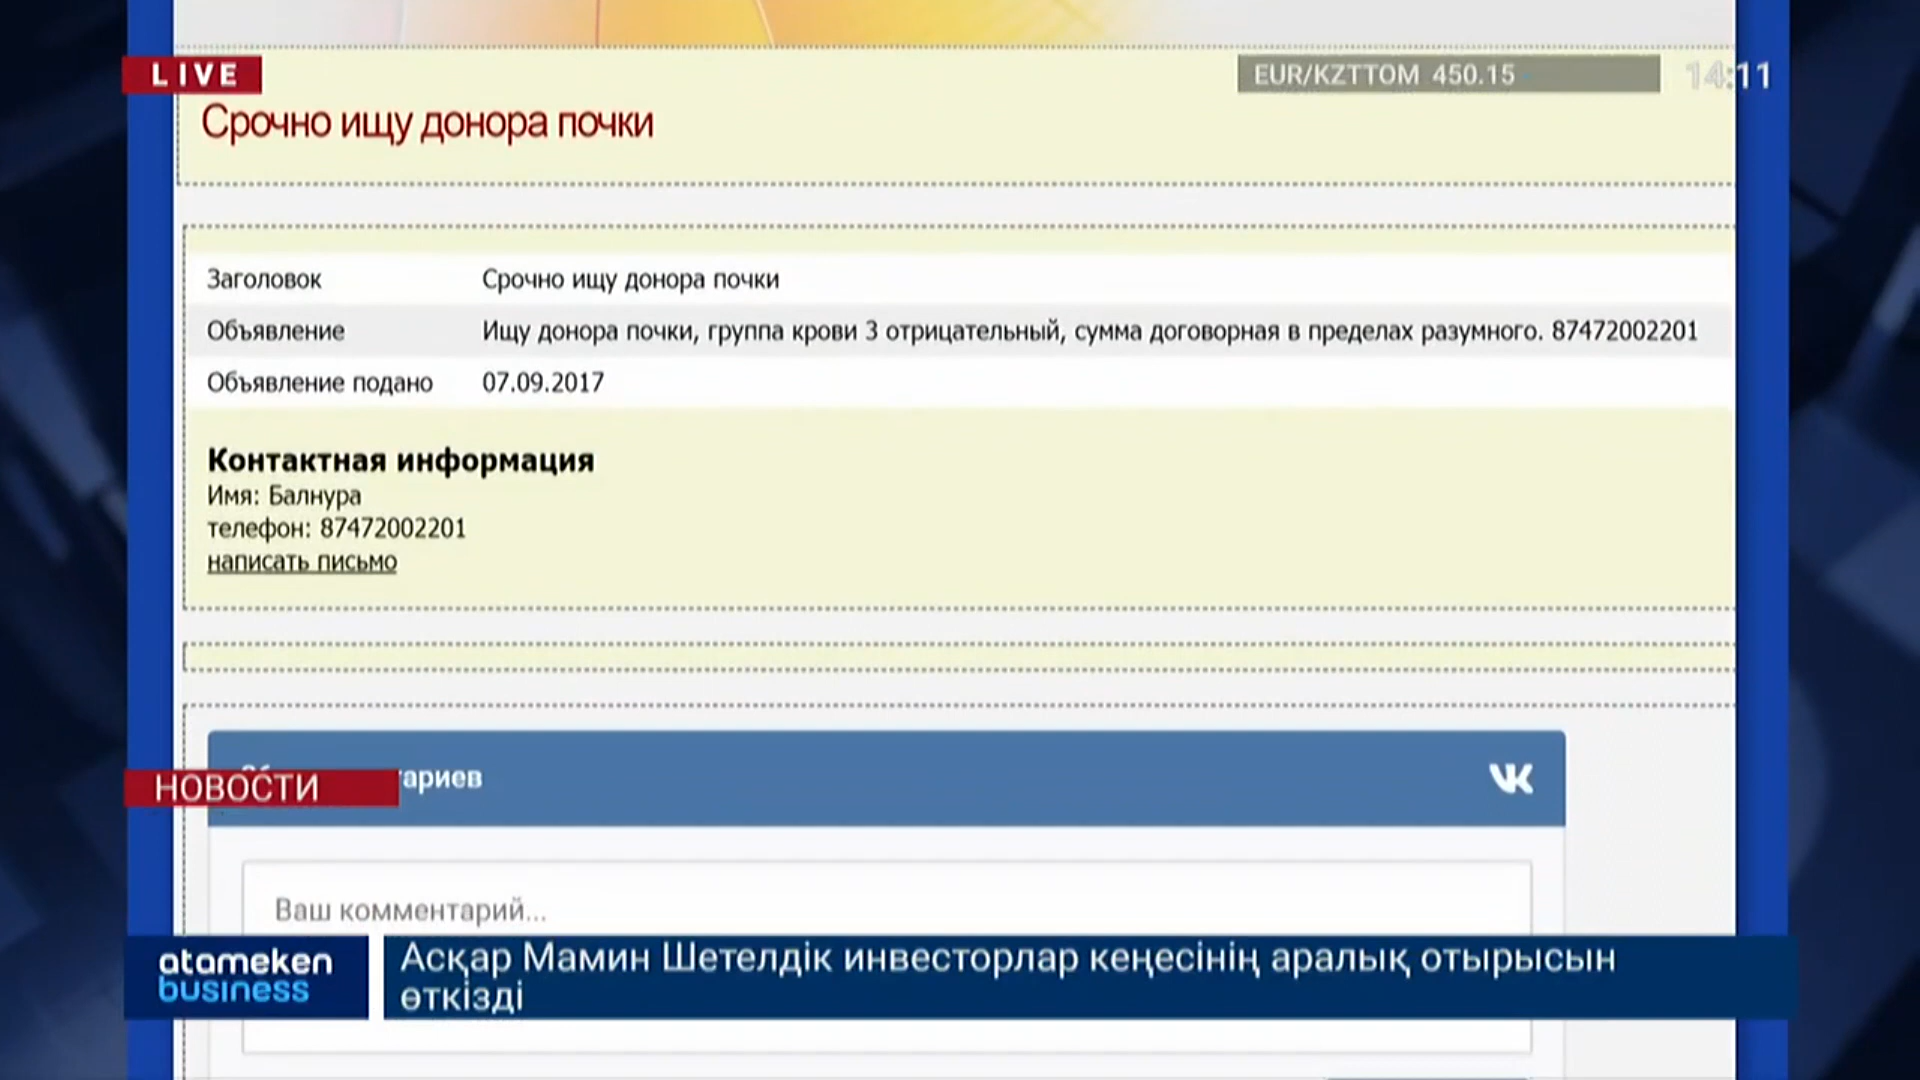 LIVE
EUR/KZTTOM 450.15
14:11
Срочно ищу донора почки
Заголовок Срочно ищу донора почки
Объявление Ищу донора почки, группа крови 3 отрицательный, сумма договорная в пределах разумного. 87472002201
Объявление подано 07.09.2017
Контактная информация
Имя: Балнура
телефон: 87472002201
написать письмо
НОВОСТИ
Ваш комментарий...
atameken
business
Асқар Мамин Шетелдік инвесторлар кеңесінің аралық отырысын
өткізді